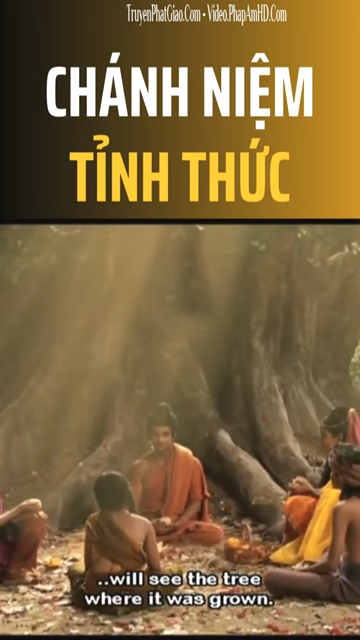 TruyenPhatGiao.Com - Video.PhapAmHD.Com
CHÁNH NIỆM
TỈNH THỨC
..will see the tree
where it was grown.